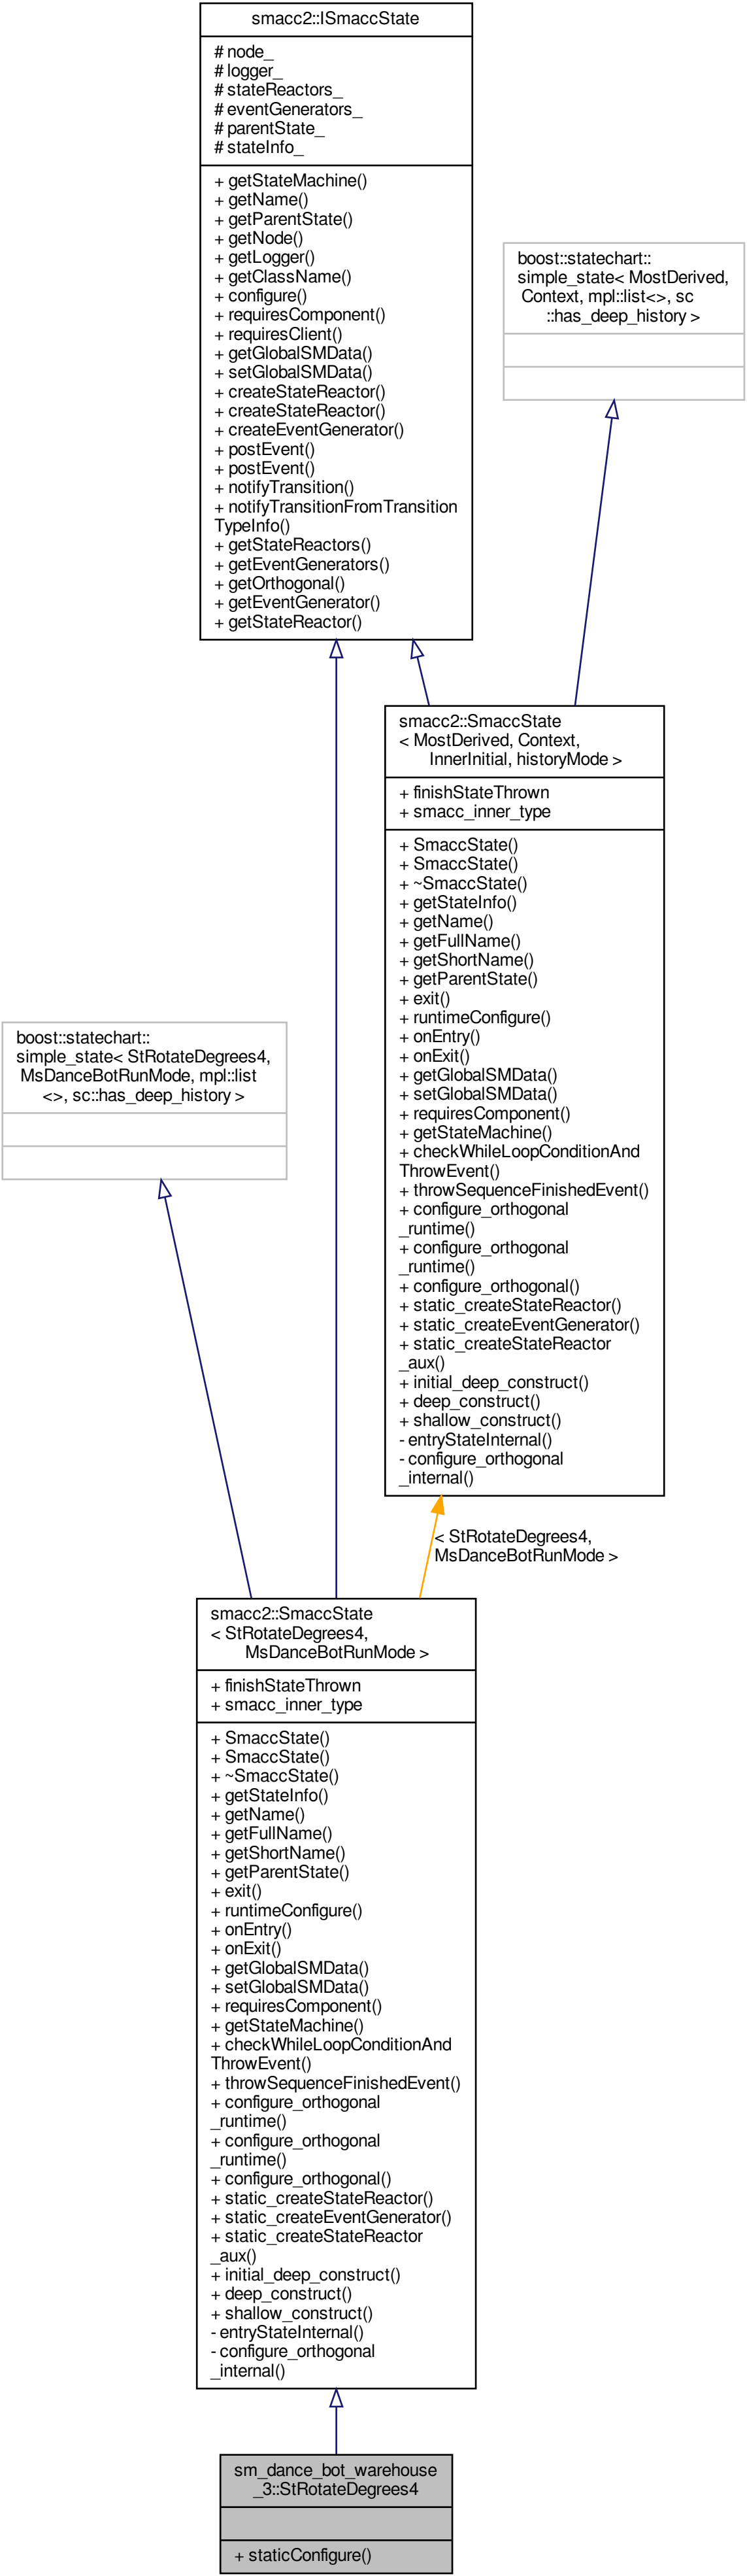 smacc2::ISmaccState
# node_
# logger_
# stateReactors_
# eventGenerators_
# parentState_
# stateInfo_
+ getStateMachine()
+ getName()
+ getParentState()
+ getNode()
+ getLogger()
+ getClassName()
+ configure()
+ requiresComponent()
+ requiresClient()
+ getGlobalSMData()
+ setGlobalSMData()
+ createStateReactor()
+ createStateReactor()
+ createEventGenerator()
+ postEvent()
+ postEvent()
+ notifyTransition()
+ notifyTransitionFromTransition
TypeInfo()
+ getStateReactors()
+ getEventGenerators()
+ getOrthogonal()
+ getEventGenerator()
+ getStateReactor()
boost::statechart::
simple_state< MostDerived,
Context, mpl::list<>, sc
::has_deep_history >
smacc2::SmaccState
< MostDerived, Context,
InnerInitial, historyMode >
+ finishStateThrown
+ smacc_inner_type
+ SmaccState()
+ SmaccState()
+ ~SmaccState()
+ getStateInfo()
+ getName()
+ getFullName()
+ getShortName()
+ getParentState()
+ exit()
+ runtimeConfigure()
+ onEntry()
+ onExit()
+ getGlobalSMData()
+ setGlobalSMData()
+ requiresComponent()
+ getStateMachine()
+ checkWhileLoopConditionAnd
ThrowEvent()
+ throwSequenceFinishedEvent()
+ configure_orthogonal
_runtime()
+ configure_orthogonal
_runtime()
+ configure_orthogonal()
+ static_createStateReactor()
+ static_createEventGenerator()
+ static_createStateReactor
_aux()
+ initial_deep_construct()
+ deep_construct()
+ shallow_construct()
- entryStateInternal()
- configure_orthogonal
_internal()
boost::statechart::
simple_state< StRotateDegrees4,
MsDanceBotRunMode, mpl::list
<>, sc::has_deep_history >
< StRotateDegrees4,
MsDanceBotRunMode >
smacc2::SmaccState
< StRotateDegrees4,
MsDanceBotRunMode >
+ finishStateThrown
+ smacc_inner_type
+ SmaccState()
+ SmaccState()
+ ~SmaccState()
+ getStateInfo()
+ getName()
+ getFullName()
+ getShortName()
+ getParentState()
+ exit()
+ runtimeConfigure()
+ onEntry()
+ onExit()
+ getGlobalSMData()
+ setGlobalSMData()
+ requiresComponent()
+ getStateMachine()
+ checkWhileLoopConditionAnd
ThrowEvent()
+ throwSequenceFinishedEvent()
+ configure_orthogonal
_runtime()
+ configure_orthogonal
_runtime()
+ configure_orthogonal()
+ static_createStateReactor()
+ static_createEventGenerator()
+ static_createStateReactor
_aux()
+ initial_deep_construct()
+ deep_construct()
+ shallow_construct()
- entryStateInternal()
- configure_orthogonal
_internal()
sm_dance_bot_warehouse
_3::StRotateDegrees4
+ staticConfigure()